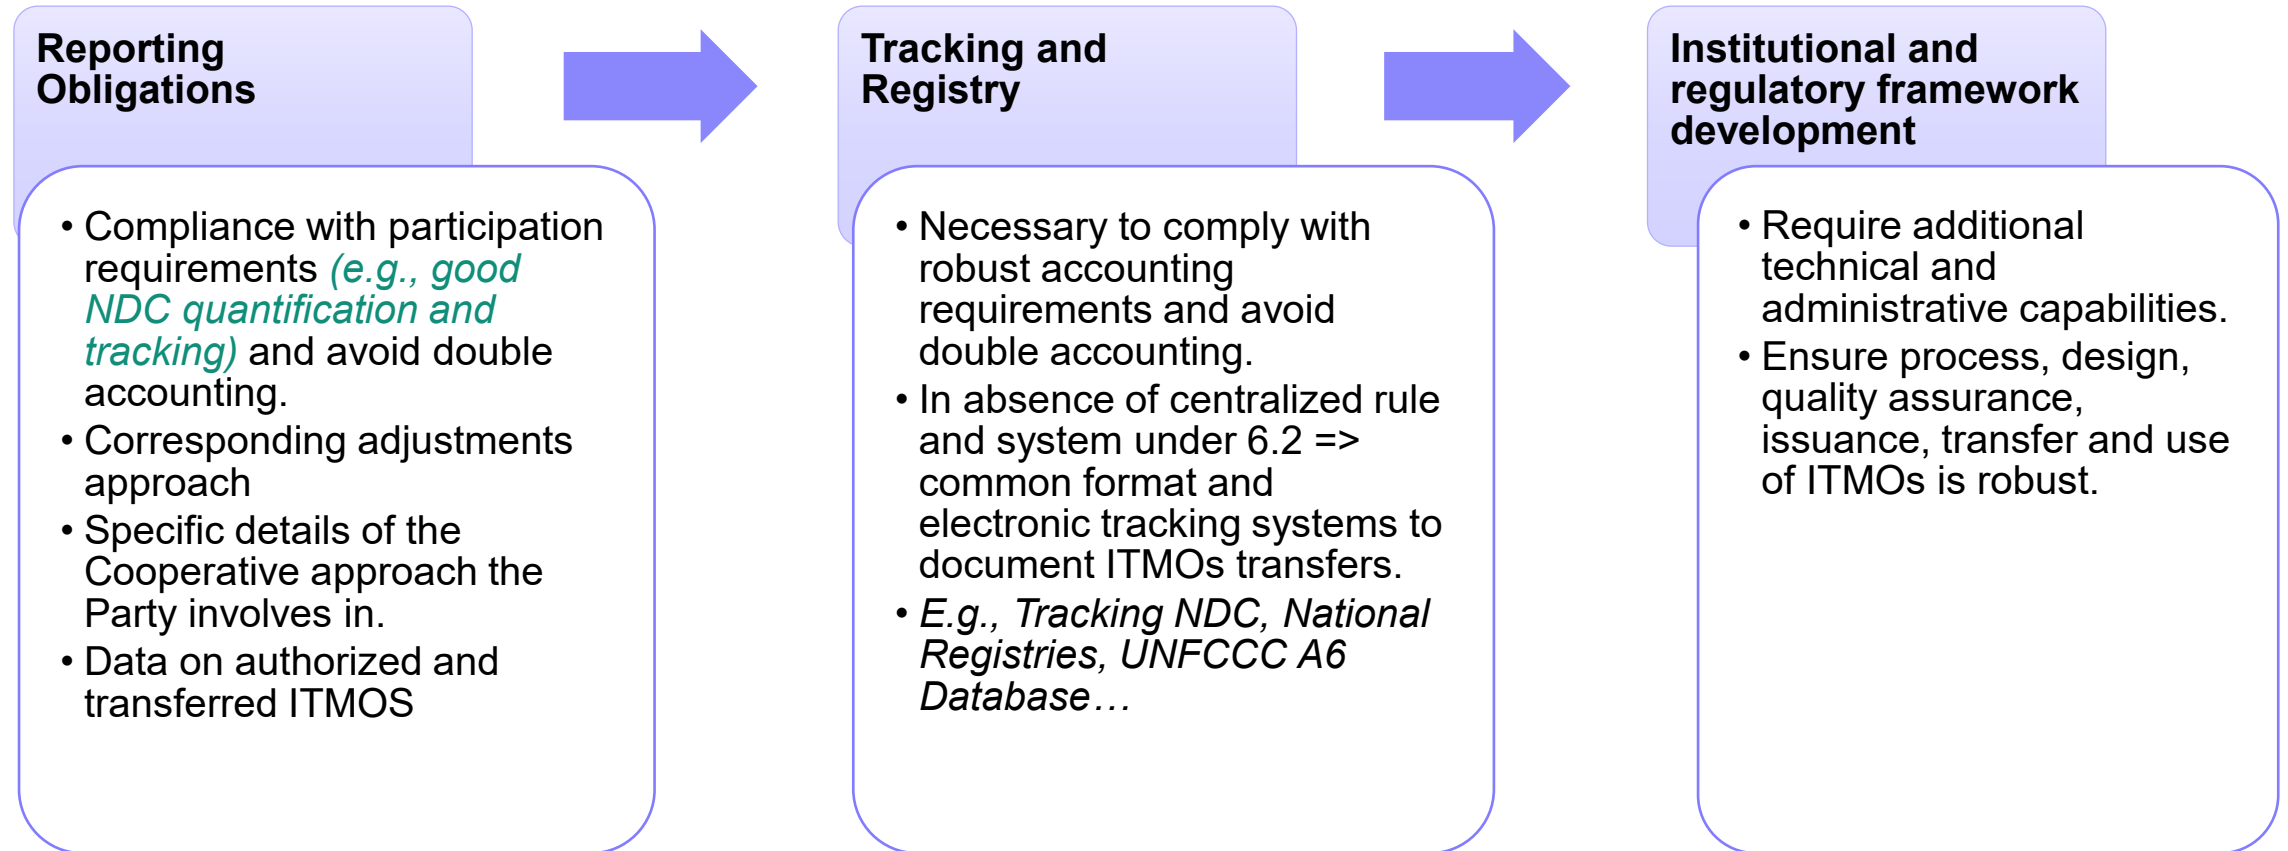 Reporting
Obligations
• Compliance with participation
requirements (e.g., good
NDC quantification and
tracking) and avoid double
accounting.
• Corresponding adjustments
approach
• Specific details of the
Cooperative approach the
Party involves in.
• Data on authorized and
transferred ITMOS
Tracking and
Registry
• Necessary to comply with
robust accounting
requirements and avoid
double accounting.
• In absence of centralized rule
and system under 6.2 =>
common format and
electronic tracking systems to
document ITMOs transfers.
• E.g., Tracking NDC, National
Registries, UNFCCC A6
Database…
Institutional and
regulatory framework
development
• Require additional
technical and
administrative capabilities.
• Ensure process, design,
quality assurance,
issuance, transfer and use
of ITMOs is robust.